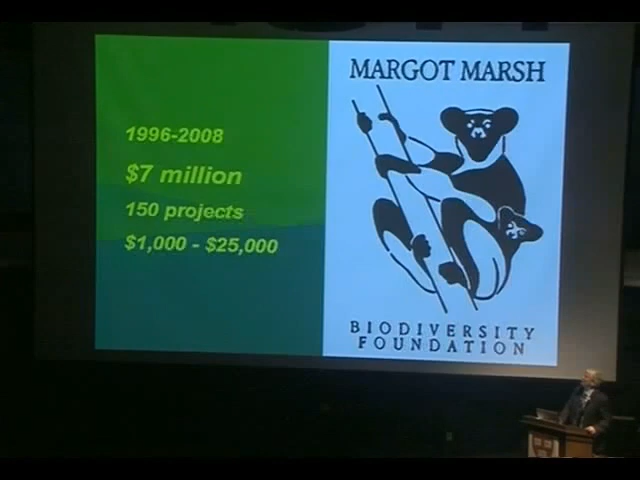 1996-2008
$7 million
150 projects
$1,000 - $25,000
MARGOT MARSH
BIODIVERSITY
FOUNDATION